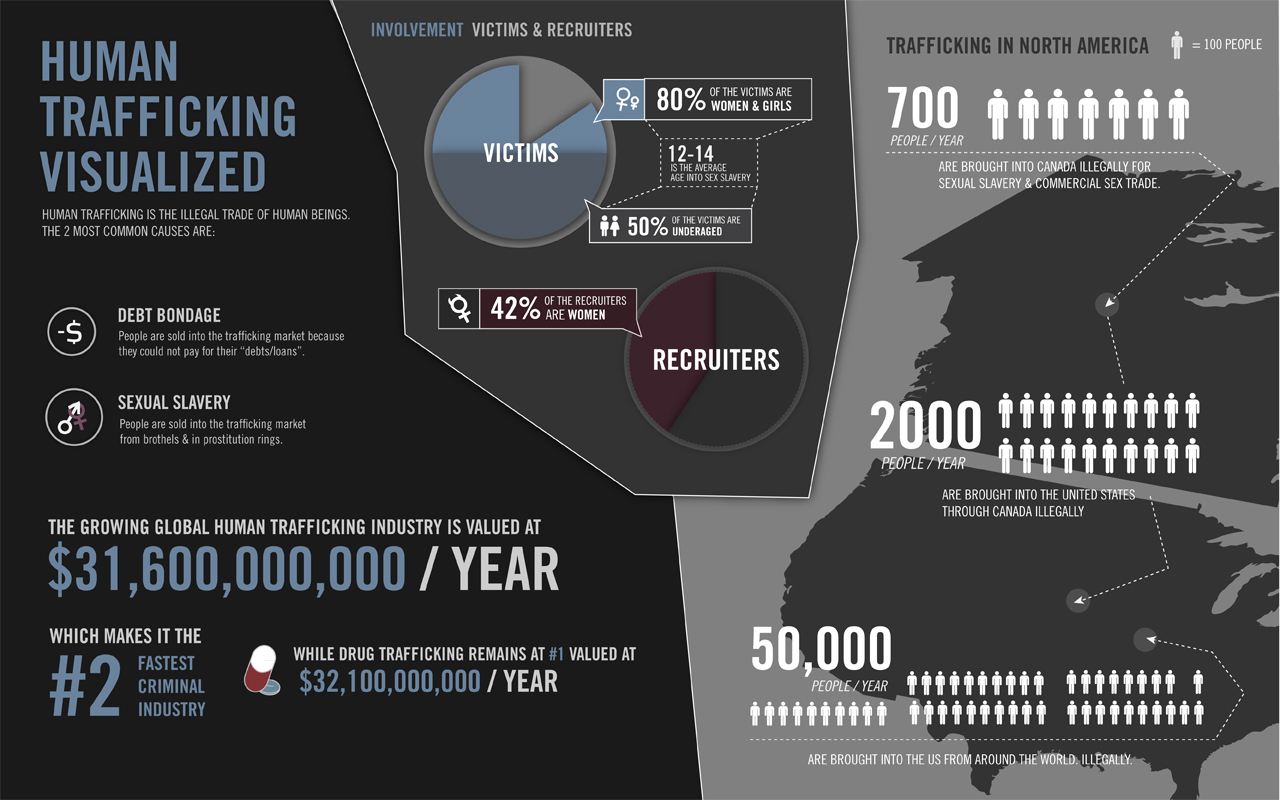 HUMAN
TRAFFICKING
VISUALIZED
HUMAN TRAFFICKING IS THE ILLEGAL TRADE OF HUMAN BEINGS.
THE 2 MOST COMMON CAUSES ARE:
-$
DEBT BONDAGE
People are sold into the trafficking market because
they could not pay for their "debts/loans".
SEXUAL SLAVERY
People are sold into the trafficking market
from brothels & in prostitution rings.
THE GROWING GLOBAL HUMAN TRAFFICKING INDUSTRY IS VALUED AT
$31,600,000,000 / YEAR
WHICH MAKES IT THE
#2
FASTEST
CRIMINAL
INDUSTRY
WHILE DRUG TRAFFICKING REMAINS AT #1 VALUED AT
$32,100,000,000 / YEAR
INVOLVEMENT VICTIMS & RECRUITERS
VICTIMS
80% OF THE VICTIMS ARE
WOMEN & GIRLS
12-14
IS THE AVERAGE
AGE INTO SEX SLAVERY
50% OF THE VICTIMS ARE
UNDERAGED
42% OF THE RECRUITERS
ARE WOMEN
RECRUITERS
TRAFFICKING IN NORTH AMERICA
= 100 PEOPLE
700
PEOPLE / YEAR
ARE BROUGHT INTO CANADA ILLEGALLY FOR
SEXUAL SLAVERY & COMMERCIAL SEX TRADE.
2000
PEOPLE / YEAR
ARE BROUGHT INTO THE UNITED STATES
THROUGH CANADA ILLEGALLY
50,000
PEOPLE / YEAR
ARE BROUGHT INTO THE US FROM AROUND THE WORLD. ILLEGALLY.